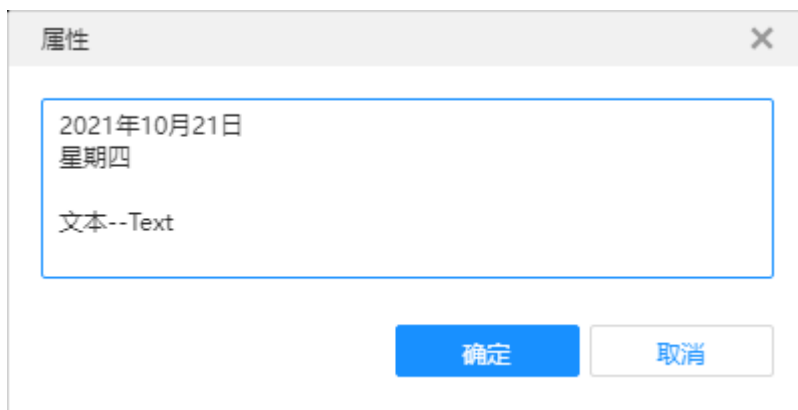 属性
2021年10月21日
星期四
文本--Text
确定
取消